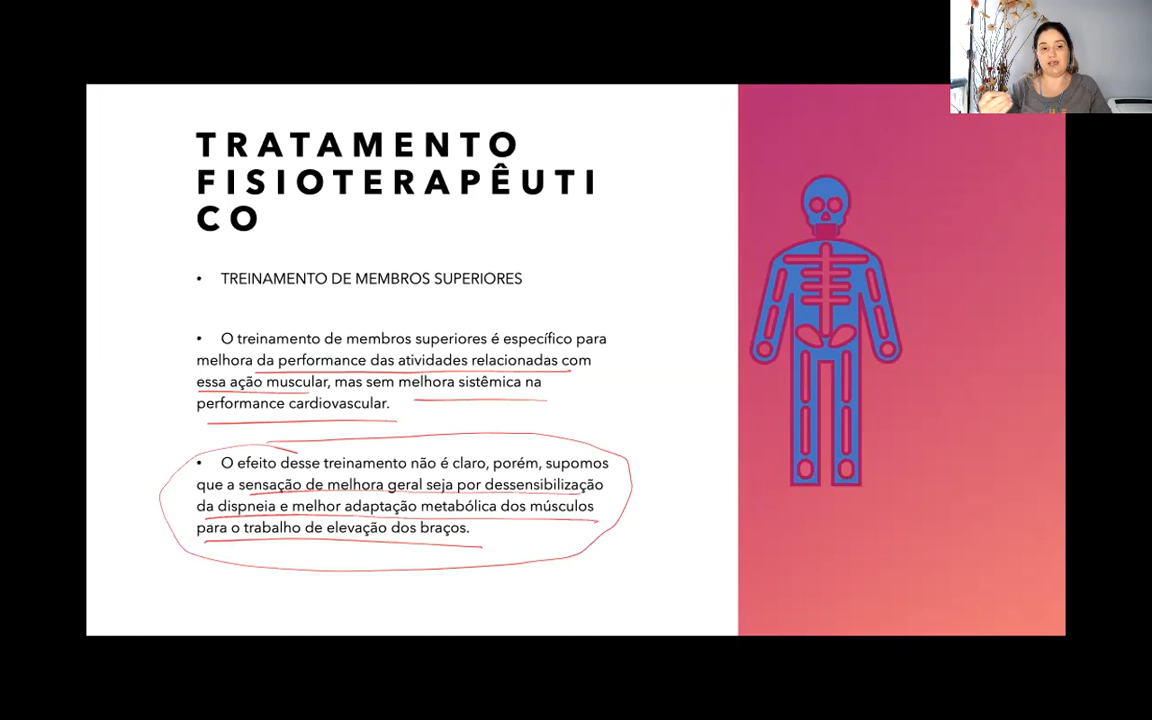 TRATAMENTO
FISIOTERAPÊUTI
CO
• TREINAMENTO DE MEMBROS SUPERIORES
• O treinamento de membros superiores é específico para
melhora da performance das atividades relacionadas com
essa ação muscular, mas sem melhora sistêmica na
performance cardiovascular.
• O efeito desse treinamento não é claro, porém, supomos
que a sensação de melhora geral seja por dessensibilização
da dispneia e melhor adaptação metabólica dos músculos
para o trabalho de elevação dos braços.